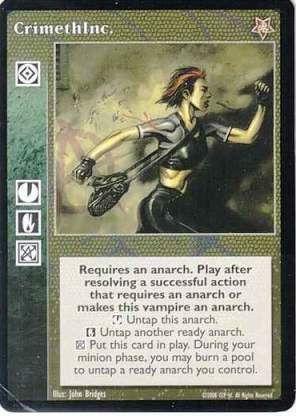 CrimethInc.
Requires an anarch. Play after
resolving a successful action
that requires an anarch or
makes this vampire an anarch.
Untap this anarch.
Untap another ready anarch.
Put this card in play. During your
minion phase, you may burn a pool
to untap a ready anarch you control.
Illus: John Bridges